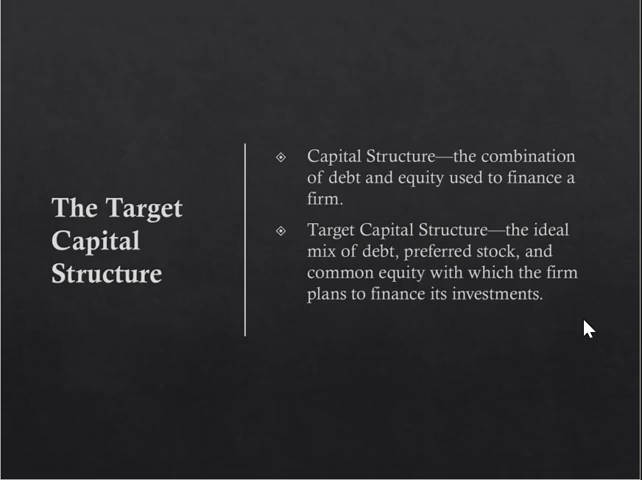 The Target
Capital
Structure
Capital Structure—the combination
of debt and equity used to finance a
firm.
Target Capital Structure—the ideal
mix of debt, preferred stock, and
common equity with which the firm
plans to finance its investments.